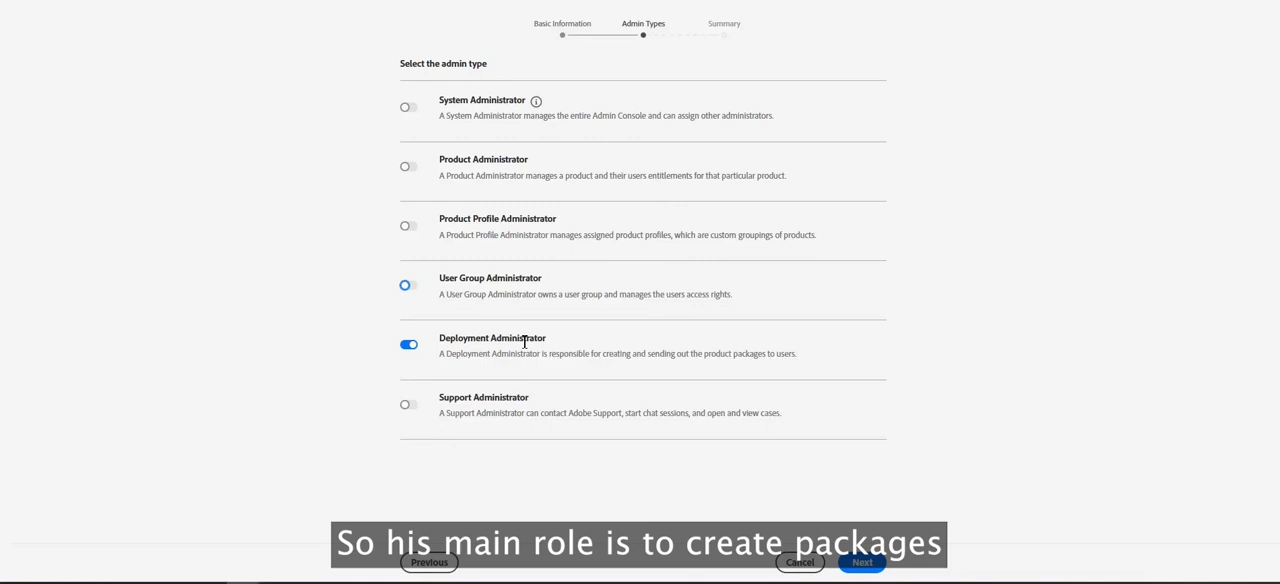 Basic Information Admin Types Summary
Select the admin type
System Administrator
A System Administrator manages the entire Admin Console and can assign other administrators.
Product Administrator
A Product Administrator manages a product and their users entitlements for that particular product.
Product Profile Administrator
A Product Profile Administrator manages assigned product profiles, which are custom groupings of products.
User Group Administrator
A User Group Administrator owns a user group and manages the users access rights.
Deployment Administrator
A Deployment Administrator is responsible for creating and sending out the product packages to users.
Support Administrator
A Support Administrator can contact Adobe Support, start chat sessions, and open and view cases.
So his main role is to create packages
Previous Cancel Next